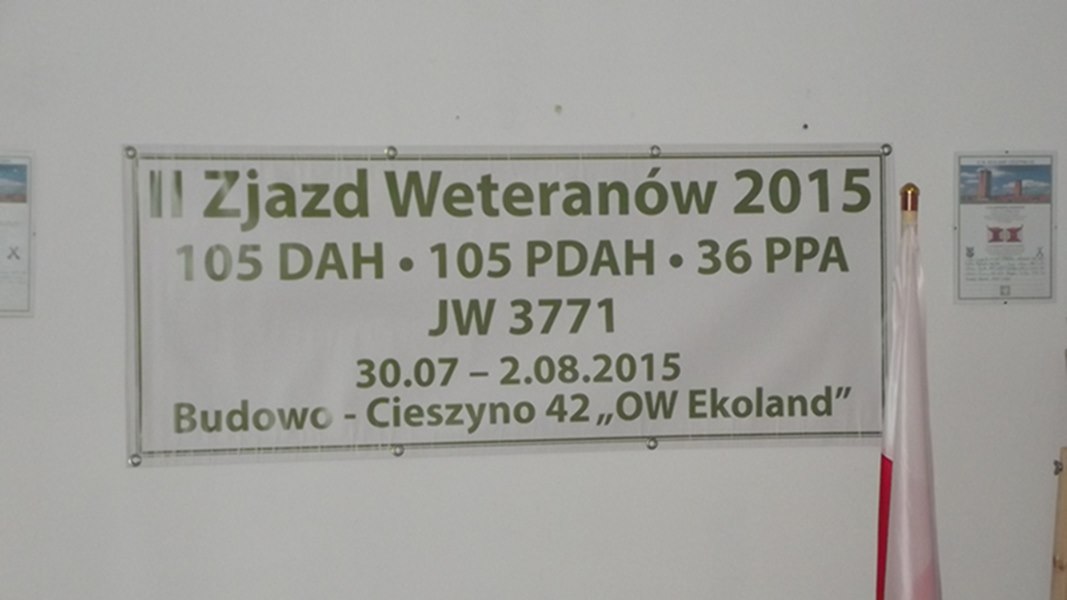 II Zjazd Weteranów 2015
105 DAH • 105 PDAH • 36 PPA
JW 3771
30.07 – 2.08.2015
Budowo - Cieszyno 42 „OW Ekoland”